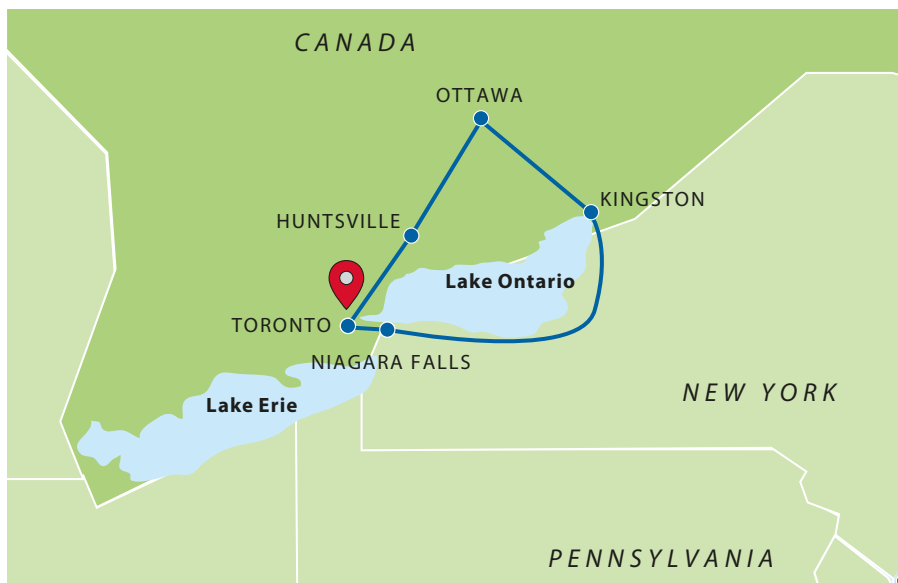 CANADA
OTTAWA
KINGSTON
HUNTSVILLE
Lake Ontario
TORONTO
NIAGARA FALLS
NEW YORK
Lake Erie
PENNSYLVANIA